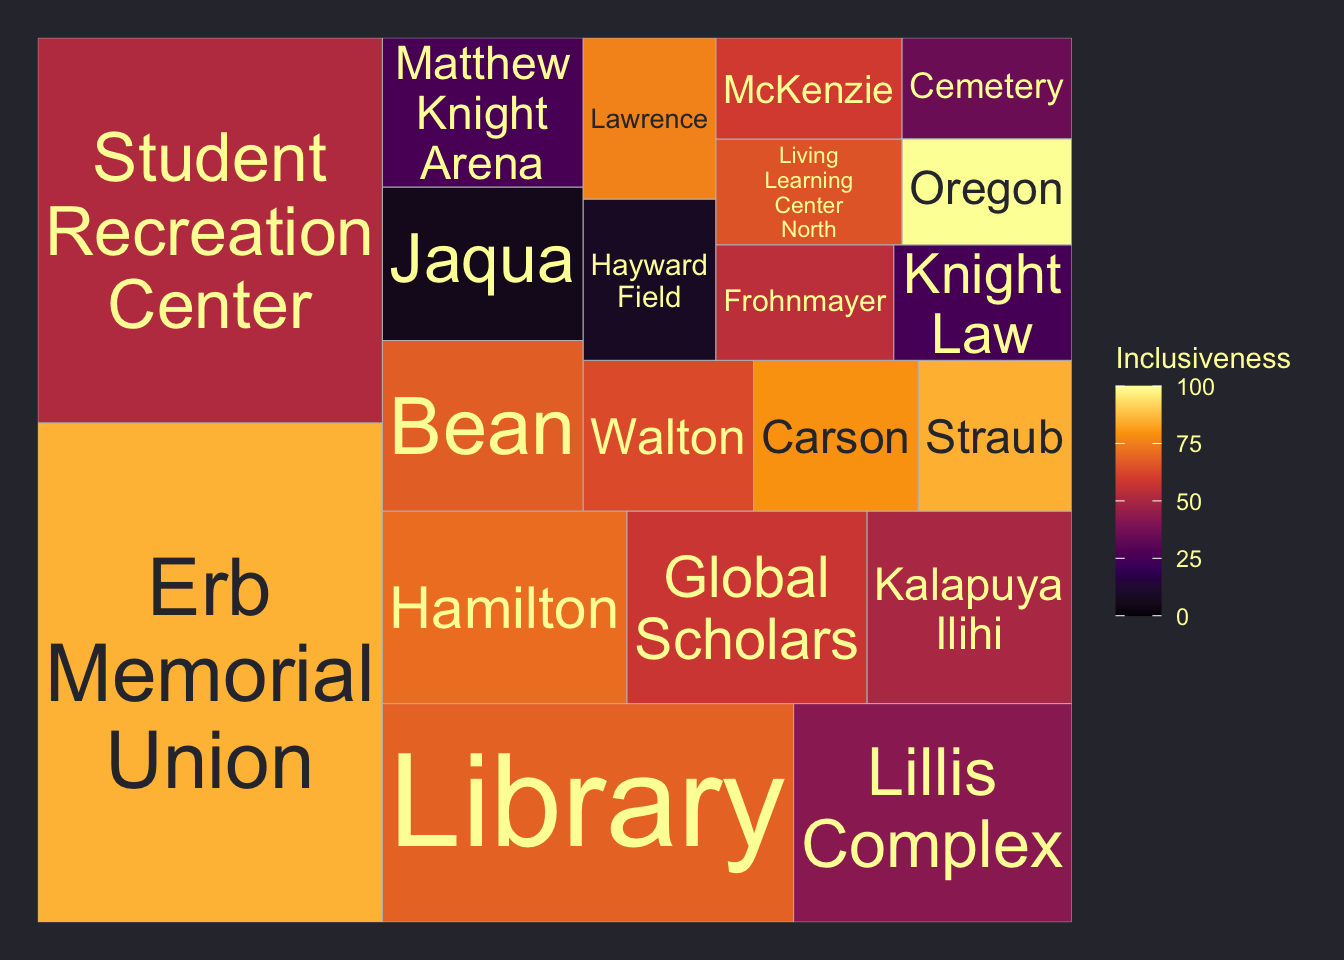 Student
Recreation
Center
Erb
Memorial
Union
Matthew
Knight
Arena
Jaqua
Bean
Lawrence
Hayward
Field
McKenzie
Cemetery
Living
Learning
Center
North
Oregon
Frohnmayer
Knight
Law
Walton
Carson
Straub
Hamilton
Global
Scholars
Kalapuya
Ilihi
Library
Lillis
Complex
Inclusiveness
100
75
50
25
0